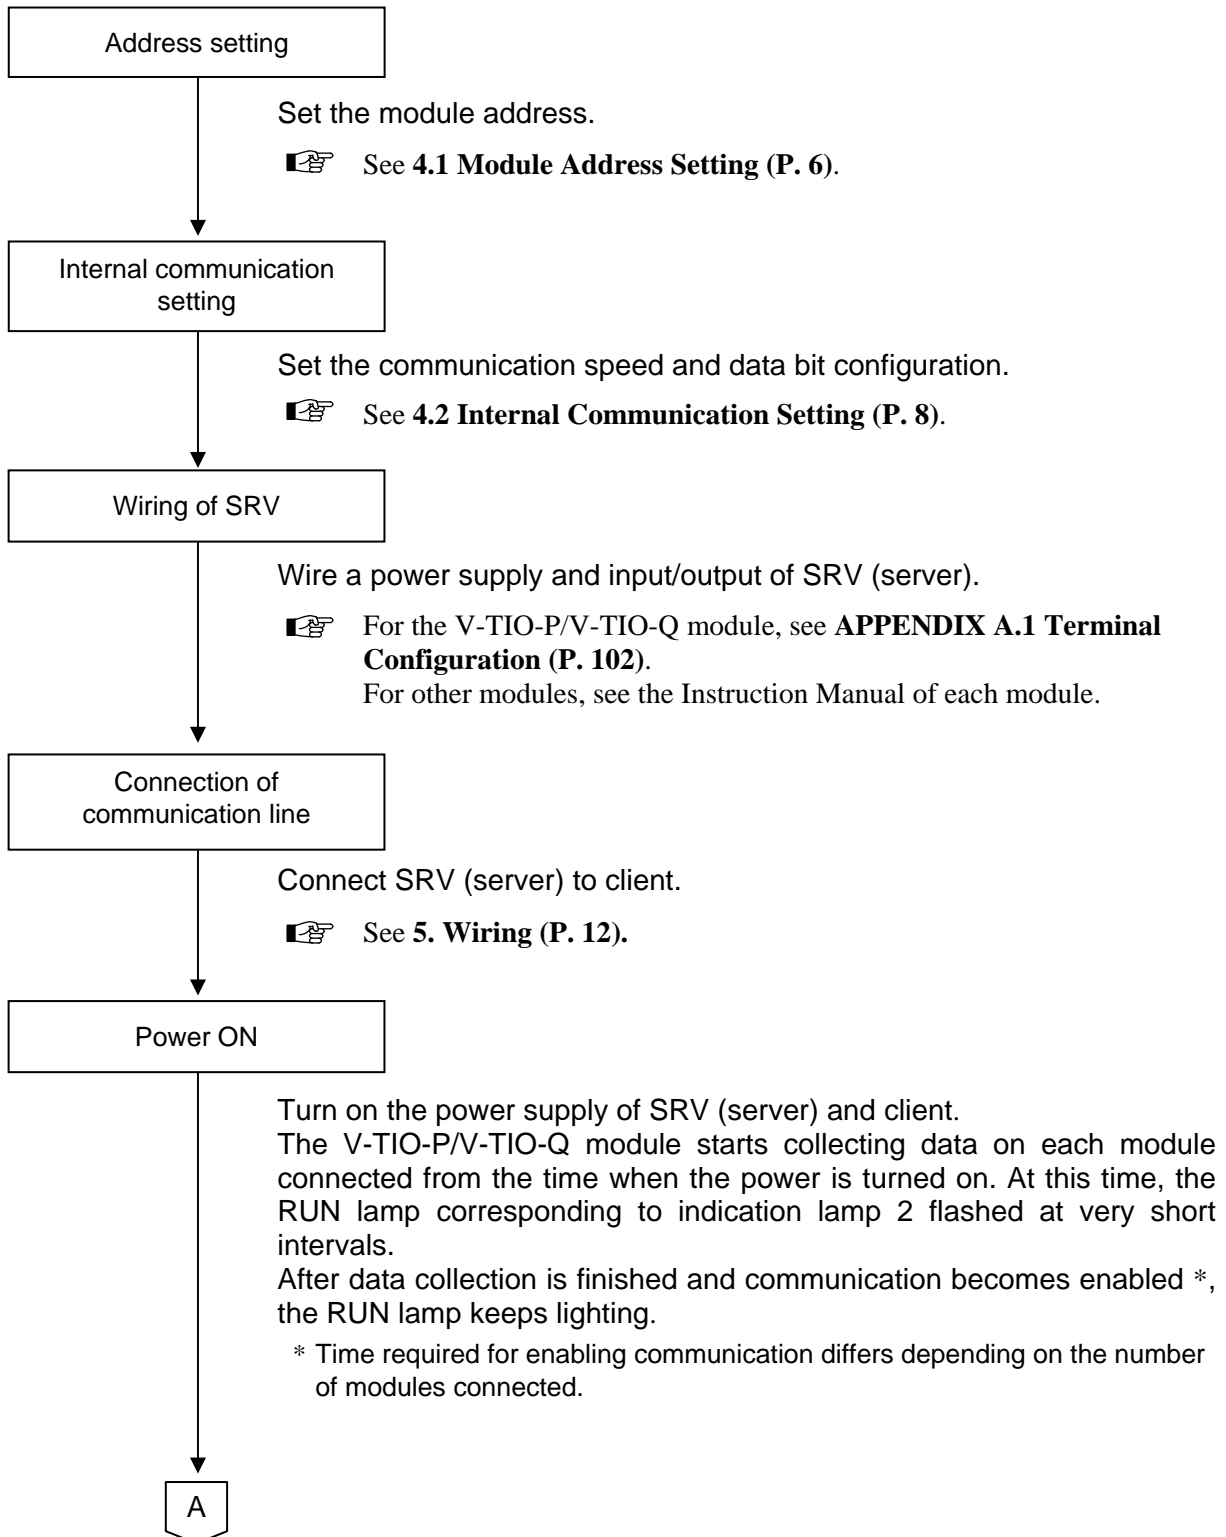 Address setting
Set the module address.
See 4.1 Module Address Setting (P. 6).
Internal communication
setting
Set the communication speed and data bit configuration.
See 4.2 Internal Communication Setting (P. 8).
Wiring of SRV
Wire a power supply and input/output of SRV (server).
For the V-TIO-P/V-TIO-Q module, see APPENDIX A.1 Terminal
Configuration (P. 102).
For other modules, see the Instruction Manual of each module.
Connection of
communication line
Connect SRV (server) to client.
See 5. Wiring (P. 12).
Power ON
Turn on the power supply of SRV (server) and client.
The V-TIO-P/V-TIO-Q module starts collecting data on each module
connected from the time when the power is turned on. At this time, the
RUN lamp corresponding to indication lamp 2 flashed at very short
intervals.
After data collection is finished and communication becomes enabled *,
the RUN lamp keeps lighting.
* Time required for enabling communication differs depending on the number
of modules connected.
A